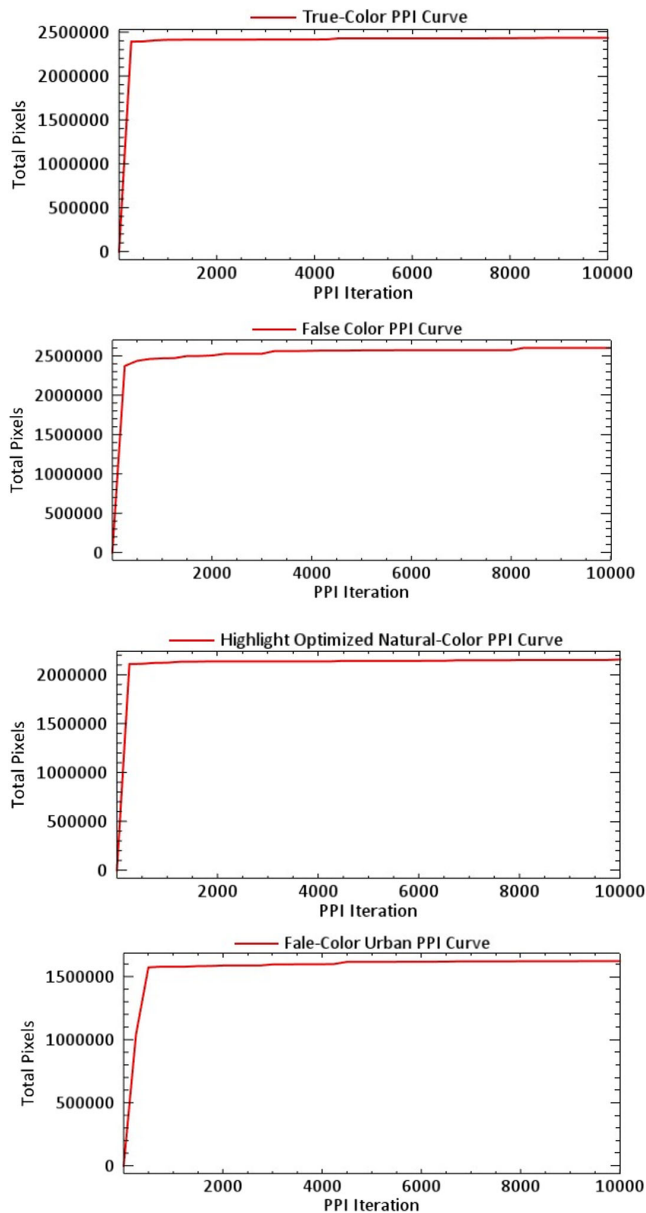 True-Color PPI Curve
2500000
2000000
1500000
1000000
500000
0
Total Pixels
2000 4000 6000 8000 10000
PPI Iteration
False Color PPI Curve
2500000
2000000
1500000
1000000
500000
0
Total Pixels
2000 4000 6000 8000 10000
PPI Iteration
Highlight Optimized Natural-Color PPI Curve
2000000
1500000
1000000
500000
0
Total Pixels
2000 4000 6000 8000 10000
PPI Iteration
Fale-Color Urban PPI Curve
1500000
1000000
500000
0
Total Pixels
2000 4000 6000 8000 10000
PPI Iteration